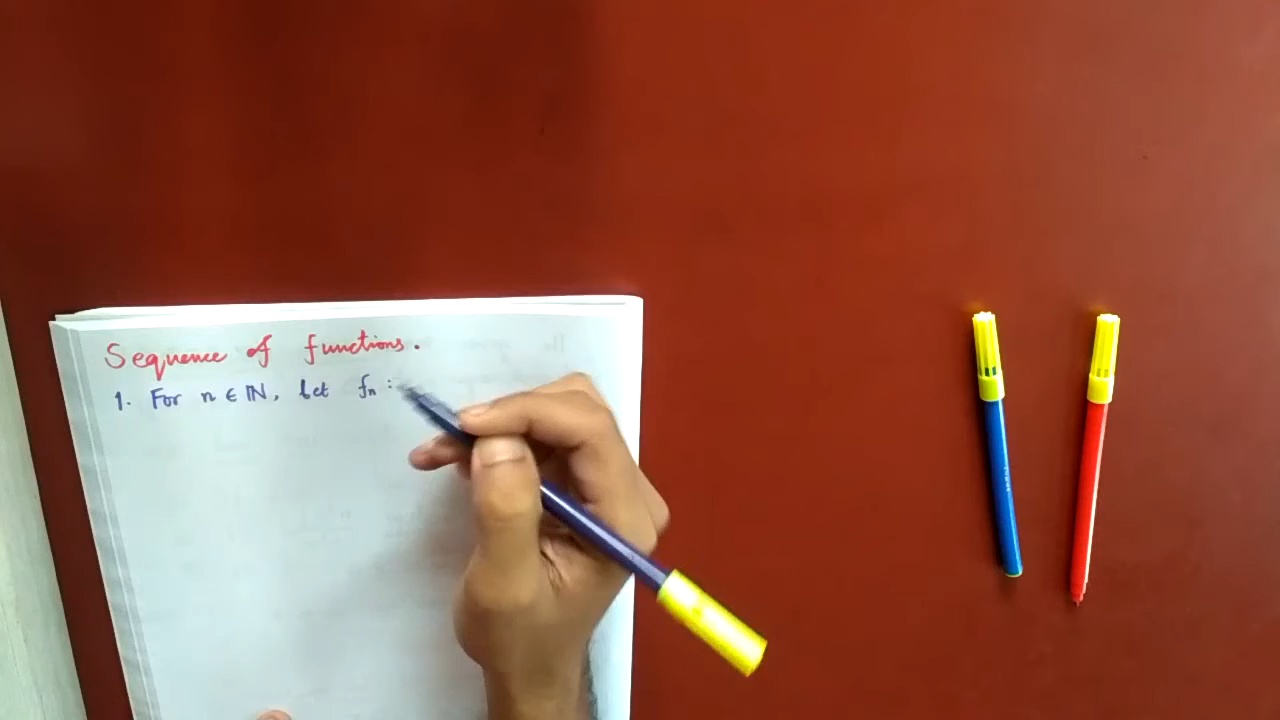 Sequence of functions.
1. For n ∈ ℕ, let fₙ :